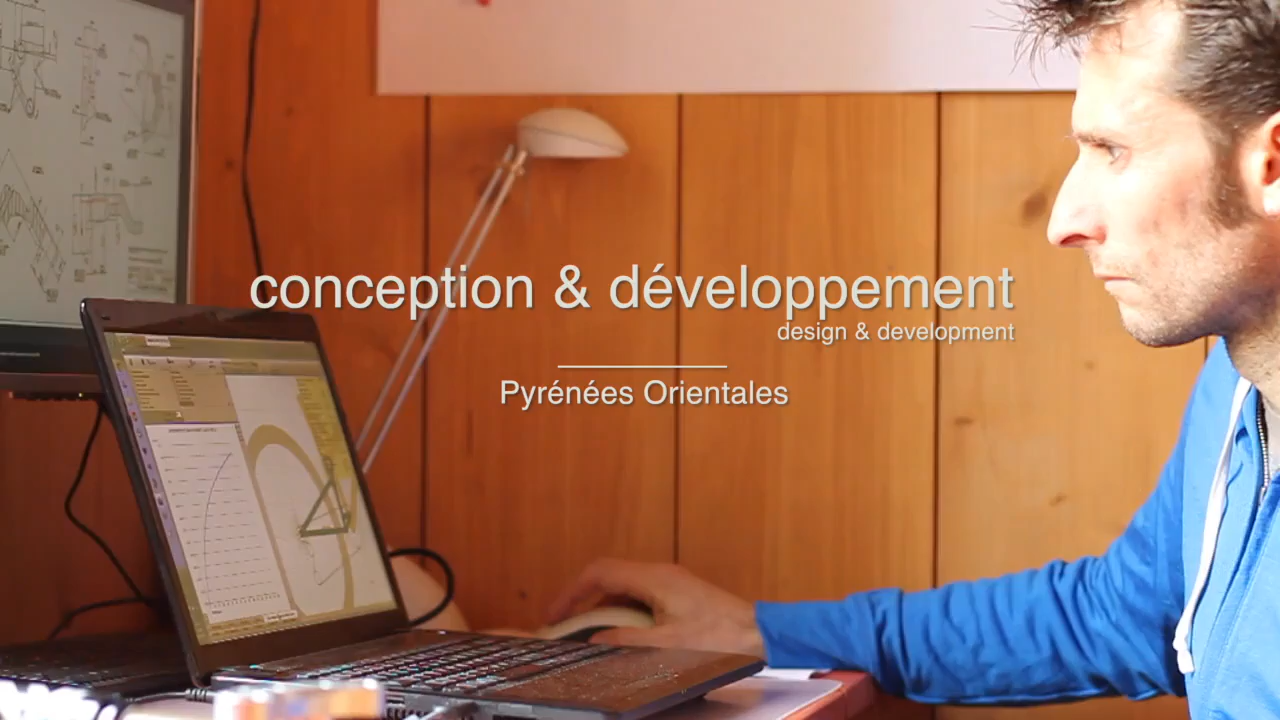 conception & développement
design & development
Pyrénées Orientales